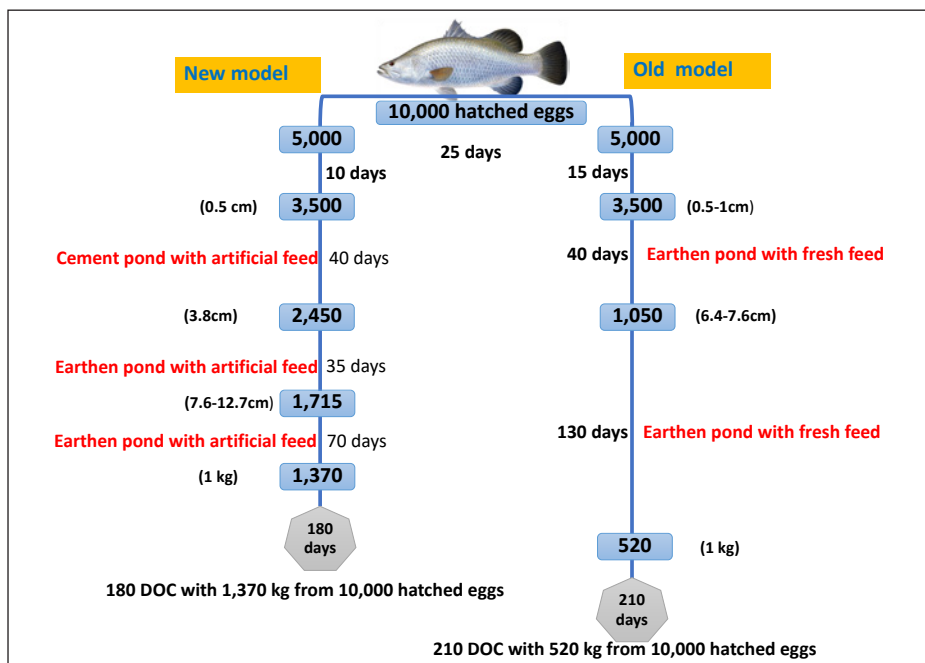 New model
Old model
10,000 hatched eggs
5,000
25 days
5,000
10 days
15 days
(0.5 cm)
3,500
3,500
(0.5-1cm)
Cement pond with artificial feed
40 days
40 days
Earthen pond with fresh feed
(3.8cm)
2,450
1,050
(6.4-7.6cm)
Earthen pond with artificial feed
35 days
(7.6-12.7cm)
1,715
Earthen pond with artificial feed
70 days
130 days
Earthen pond with fresh feed
(1 kg)
1,370
180
days
520
(1 kg)
180 DOC with 1,370 kg from 10,000 hatched eggs
210
days
210 DOC with 520 kg from 10,000 hatched eggs